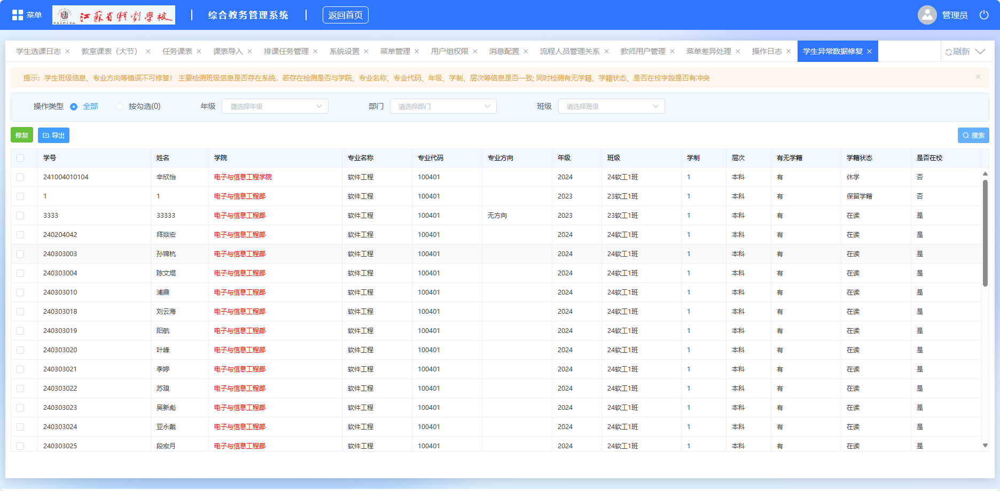 菜单 江苏省戏剧学校 综合教务管理系统 返回首页 管理员
学生选课日志 教室课表（大节） 任务课表 课表导入 排课任务管理 系统设置 菜单管理 用户组权限 消息配置 流程人员管理关系 教师用户管理 菜单差异处理 操作日志 学生异常数据修复 刷新
提示：学生班级信息、专业方向等错误不可修复！ 主要检测班级信息是否存在系统，若存在检测是否与学院、专业名称、专业代码、年级、学制、层次等信息是否一致; 同时检测有无学籍、学籍状态、是否在校字段是否有冲突
操作类型 全部 按勾选(0) 年级 请选择年级 部门 请选择部门 班级 请选择班级
修复 导出 搜索
学号 姓名 学院 专业名称 专业代码 专业方向 年级 班级 学制 层次 有无学籍 学籍状态 是否在校
241004010104 辛欣怡 电子与信息工程学院 软件工程 100401 2024 24软工1班 1 本科 有 休学 否
1 1 电子与信息工程部 软件工程 100401 2023 23软工1班 1 本科 有 保留学籍 否
3333 33333 电子与信息工程部 软件工程 100401 无方向 2023 23软工1班 1 本科 有 在读 是
240204042 拜燚宏 电子与信息工程部 软件工程 100401 2024 24软工1班 1 本科 有 在读 是
240303003 孙锦杭 电子与信息工程部 软件工程 100401 2024 24软工1班 1 本科 有 在读 是
240303004 陈文焜 电子与信息工程部 软件工程 100401 2024 24软工1班 1 本科 有 在读 是
240303010 浦鼎 电子与信息工程部 软件工程 100401 2024 24软工1班 1 本科 有 在读 是
240303018 刘云海 电子与信息工程部 软件工程 100401 2024 24软工1班 1 本科 有 在读 是
240303019 阳航 电子与信息工程部 软件工程 100401 2024 24软工1班 1 本科 有 在读 是
240303020 叶峰 电子与信息工程部 软件工程 100401 2024 24软工1班 1 本科 有 在读 是
240303021 李婷 电子与信息工程部 软件工程 100401 2024 24软工1班 1 本科 有 在读 是
240303022 苏琅 电子与信息工程部 软件工程 100401 2024 24软工1班 1 本科 有 在读 是
240303023 吴新彪 电子与信息工程部 软件工程 100401 2024 24软工1班 1 本科 有 在读 是
240303024 亚永戴 电子与信息工程部 软件工程 100401 2024 24软工1班 1 本科 有 在读 是
240303025 段宏月 电子与信息工程部 软件工程 100401 2024 24软工1班 1 本科 有 在读 是